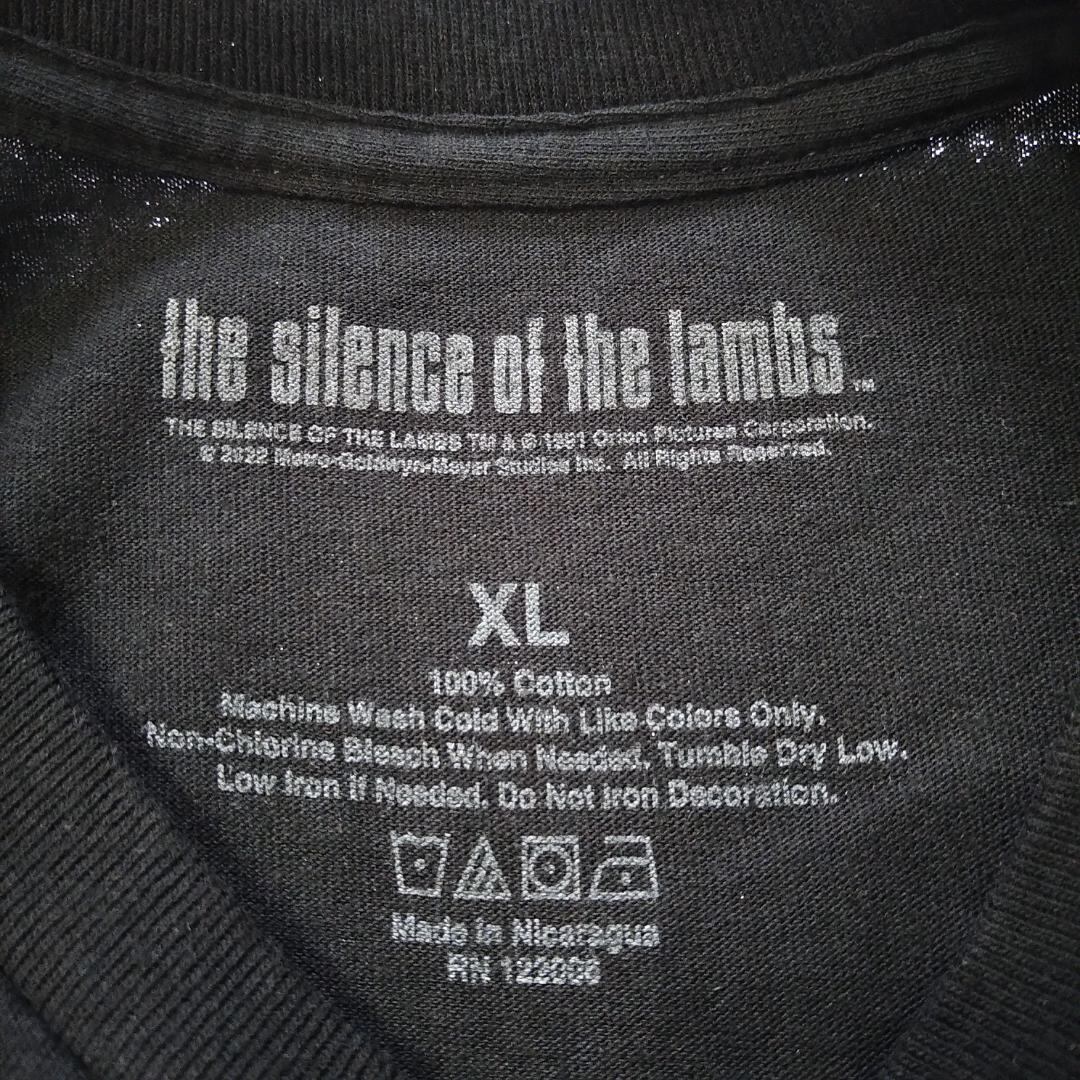 the silence of the lambs™
THE SILENCE OF THE LAMBS TM & © 1991 Orion Pictures Corporation.
© 2022 Metro-Goldwyn-Mayer Studios Inc. All Rights Reserved.
XL
100% Cotton
Machine Wash Cold With Like Colors Only.
Non-Chlorine Bleach When Needed. Tumble Dry Low.
Low Iron If Needed. Do Not Iron Decoration.
Made in Nicaragua
RN